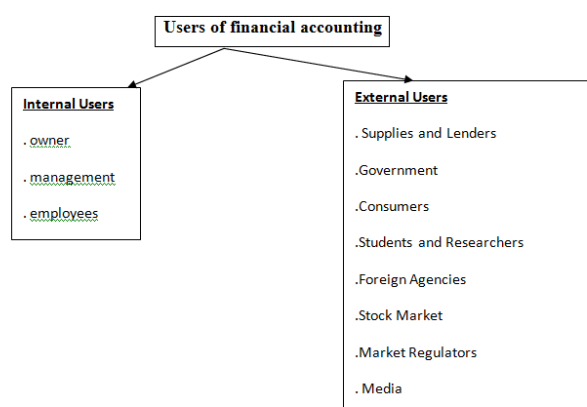 Users of financial accounting
Internal Users
. owner
. management
. employees
External Users
. Supplies and Lenders
.Government
.Consumers
.Students and Researchers
.Foreign Agencies
.Stock Market
.Market Regulators
. Media